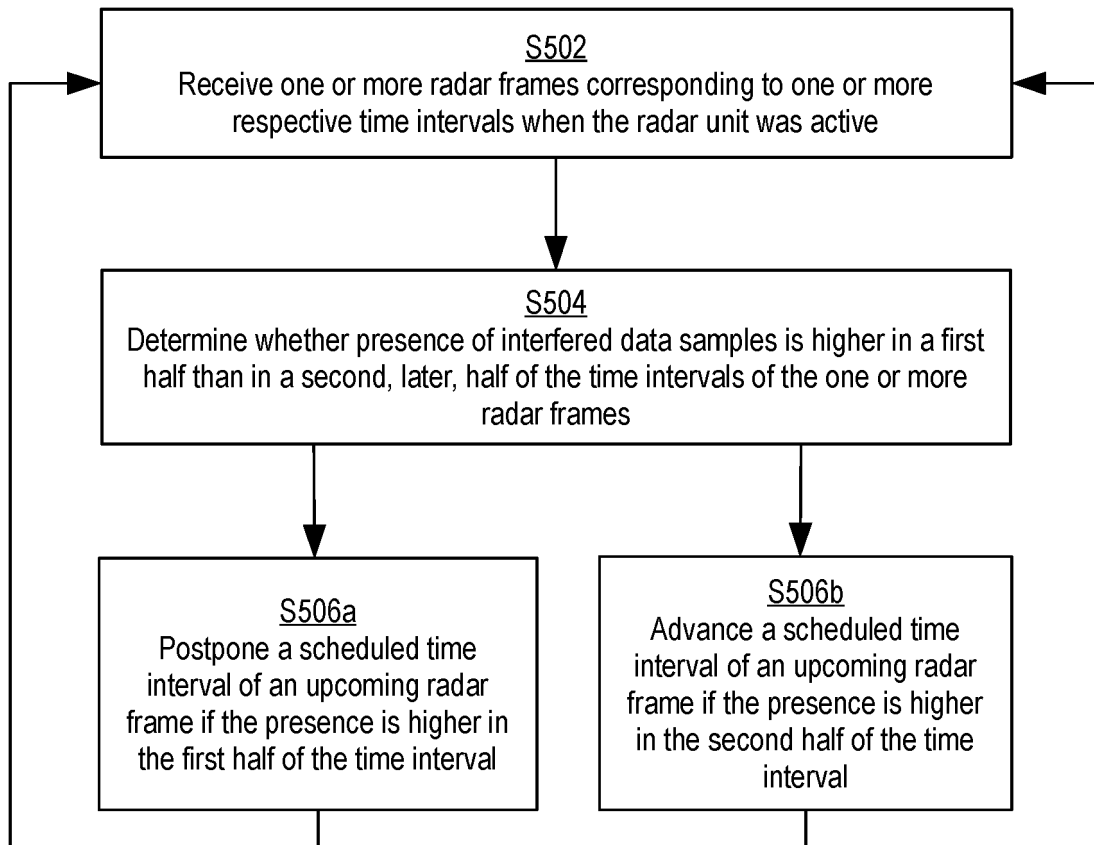 S502
Receive one or more radar frames corresponding to one or more
respective time intervals when the radar unit was active
S504
Determine whether presence of interfered data samples is higher in a first
half than in a second, later, half of the time intervals of the one or more
radar frames
S506a
Postpone a scheduled time
interval of an upcoming radar
frame if the presence is higher in
the first half of the time interval
S506b
Advance a scheduled time
interval of an upcoming radar
frame if the presence is higher
in the second half of the time
interval